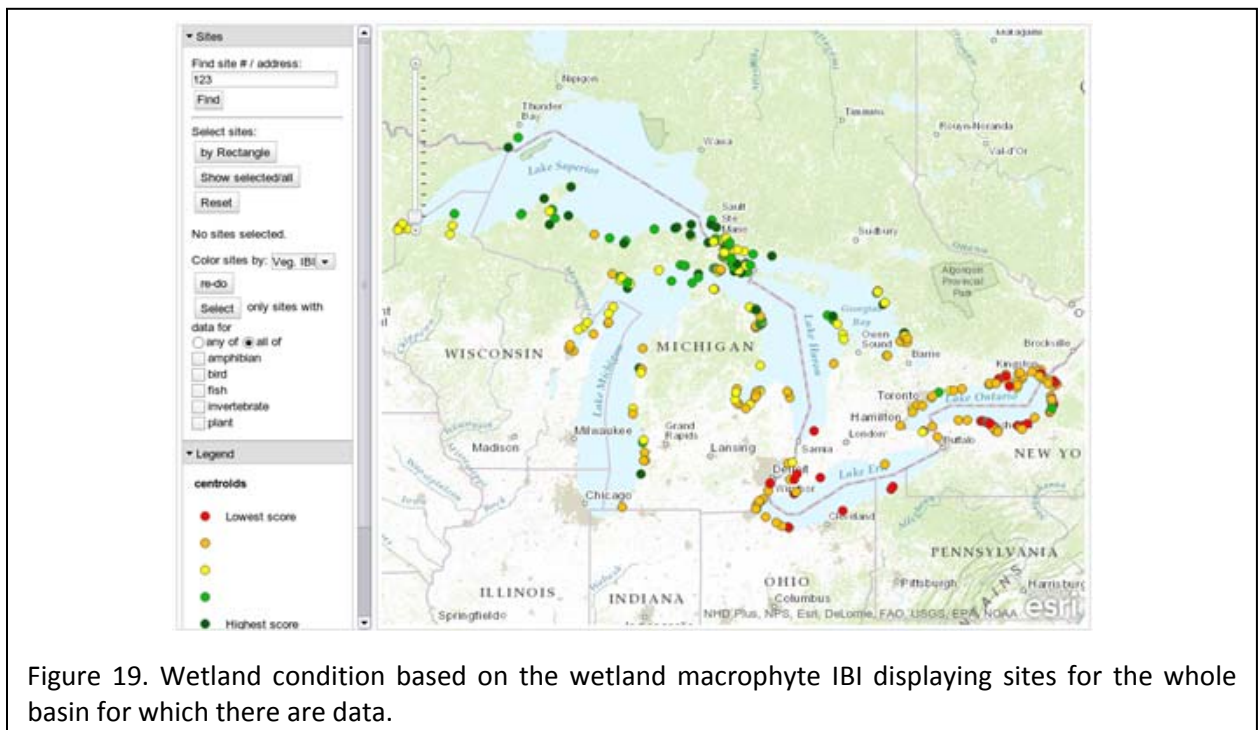 Sites
Find site # / address:
123
Find
Select sites:
by Rectangle
Show selected/all
Reset
No sites selected.
Color sites by: Veg. IBI
re-do
Select only sites with
data for
any of all of
amphibian
bird
fish
invertebrate
plant
Legend
centroids
Lowest score
Highest score
Nipigon
Thunder
Bay
Wawa
Timmins
Rouyn-Noranda
Val-d'Or
Lake Superior
Sault
Ste
Marie
Sudbury
Ottawa
Algonquin
Provincial
Park
Georgian
Bay
Owen
Sound
Barrie
Brockville
Kingston
WISCONSIN
MICHIGAN
Lake Michigan
Lake Huron
Toronto
Lake Ontario
Hamilton
Milwaukee
Madison
Grand
Rapids
Lansing
Sarnia
London
Buffalo
NEW YO
Detroit
Windsor
Lake Eri
Chicago
Cleveland
Rock
Wabash
PENNSYLVANIA
ILLINOIS
INDIANA
OHIO
Pittsburgh
Harrisburg
Columbus
Springfield
NHD Plus, NPS, Esri, DeLorme, FAO, USGS, EPA, NOAA
esri
Figure 19. Wetland condition based on the wetland macrophyte IBI displaying sites for the whole
basin for which there are data.